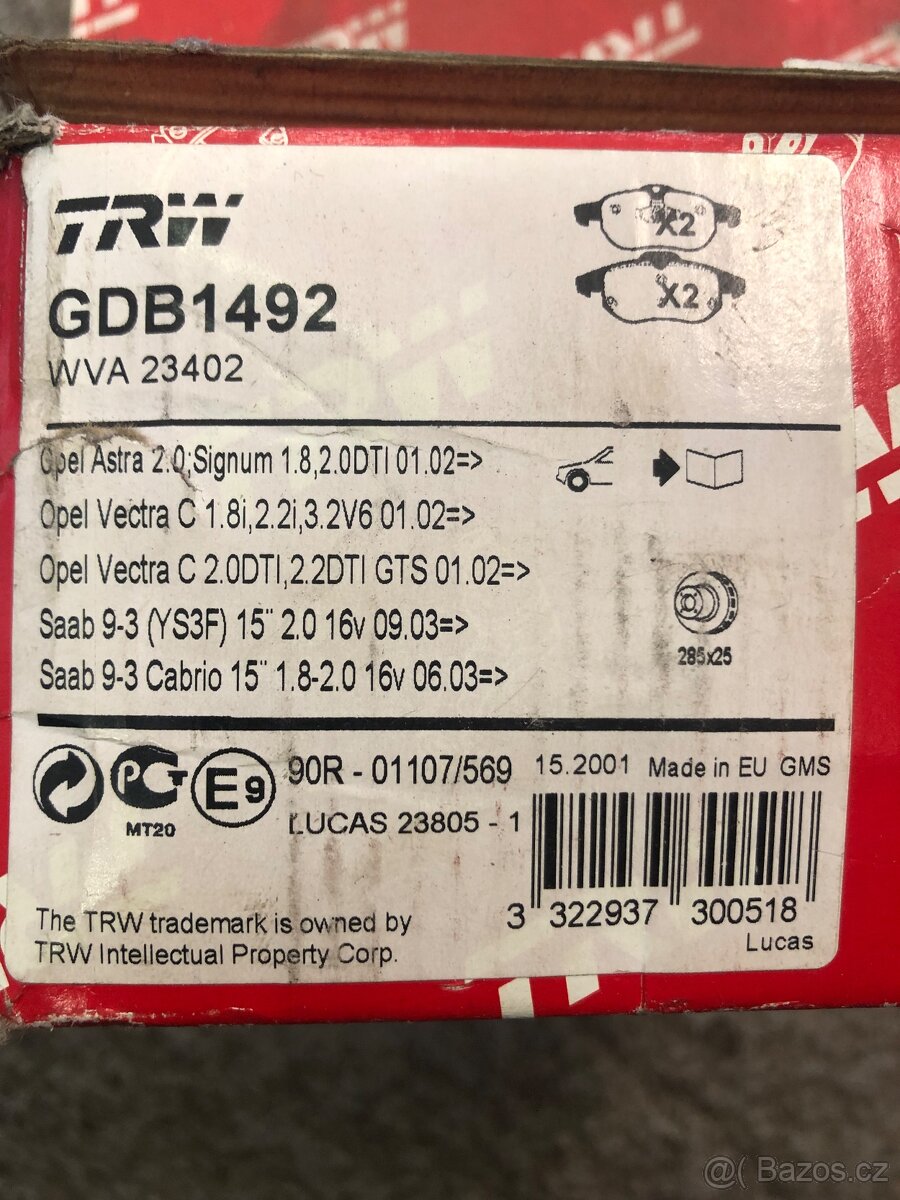 TRW
TRW
X2
GDB1492
X2
WVA 23402
Opel Astra 2.0;Signum 1.8,2.0DTI 01.02=>
Opel Vectra C 1.8i,2.2i,3.2V6 01.02=>
Opel Vectra C 2.0DTI,2.2DTI GTS 01.02=>
Saab 9-3 (YS3F) 15¨ 2.0 16v 09.03=>
285x25
Saab 9-3 Cabrio 15¨ 1.8-2.0 16v 06.03=>
РСТ
MT20
E9
90R - 01107/569
15.2001 Made in EU GMS
LUCAS 23805 - 1
3 322937 300518
Lucas
The TRW trademark is owned by
TRW Intellectual Property Corp.
@( Bazos.cz